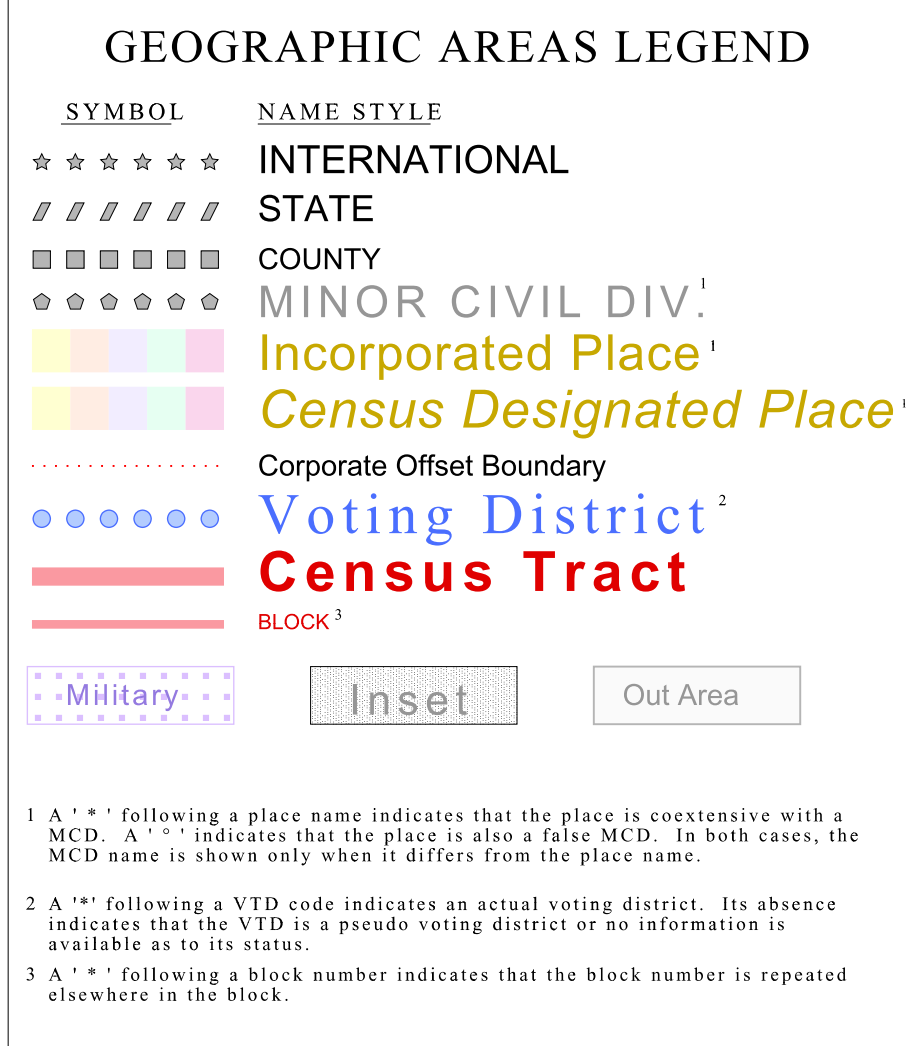 GEOGRAPHIC AREAS LEGEND
SYMBOL NAME STYLE
INTERNATIONAL
STATE
COUNTY
MINOR CIVIL DIV. 1
Incorporated Place 1
Census Designated Place 1
Corporate Offset Boundary
Voting District 2
Census Tract
BLOCK 3
Military Inset Out Area
1 A ' * ' following a place name indicates that the place is coextensive with a
MCD. A ' ° ' indicates that the place is also a false MCD. In both cases, the
MCD name is shown only when it differs from the place name.
2 A '*' following a VTD code indicates an actual voting district. Its absence
indicates that the VTD is a pseudo voting district or no information is
available as to its status.
3 A ' * ' following a block number indicates that the block number is repeated
elsewhere in the block.